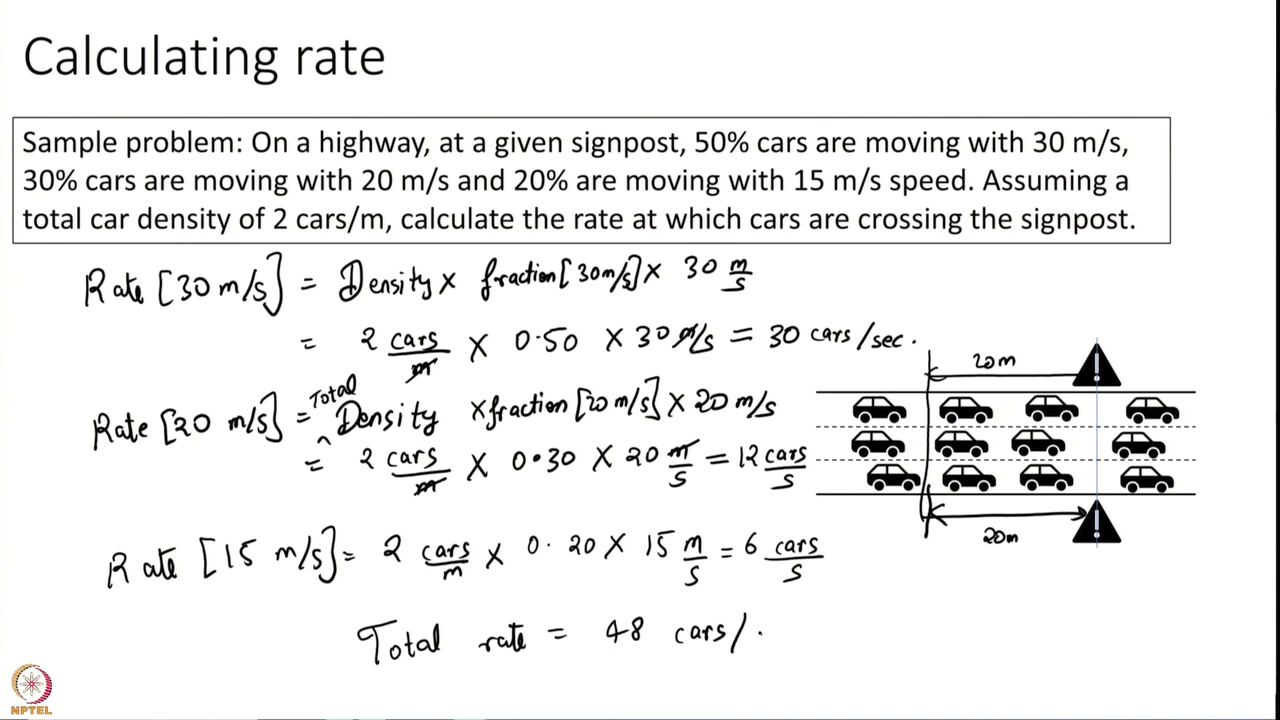 Calculating rate
Sample problem: On a highway, at a given signpost, 50% cars are moving with 30 m/s,
30% cars are moving with 20 m/s and 20% are moving with 15 m/s speed. Assuming a
total car density of 2 cars/m, calculate the rate at which cars are crossing the signpost.
Rate [30 m/s] = Density x fraction [30m/s] x 30 m/s
= 2 cars/m x 0.50 x 30 m/s = 30 cars/sec.
20m
Rate [20 m/s] = Total Density x fraction [20 m/s] x 20 m/s
= 2 cars/m x 0.30 x 20 m/s = 12 cars/s
20m
Rate [15 m/s] = 2 cars/m x 0.20 x 15 m/s = 6 cars/s
Total rate = 48 cars/.
NPTEL